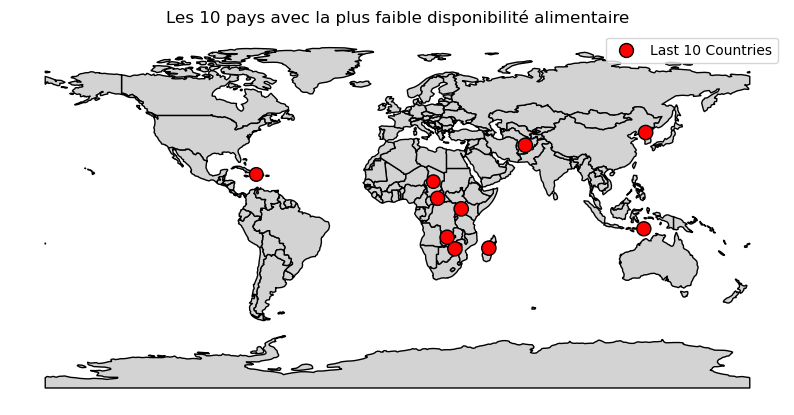 Les 10 pays avec la plus faible disponibilité alimentaire
Last 10 Countries